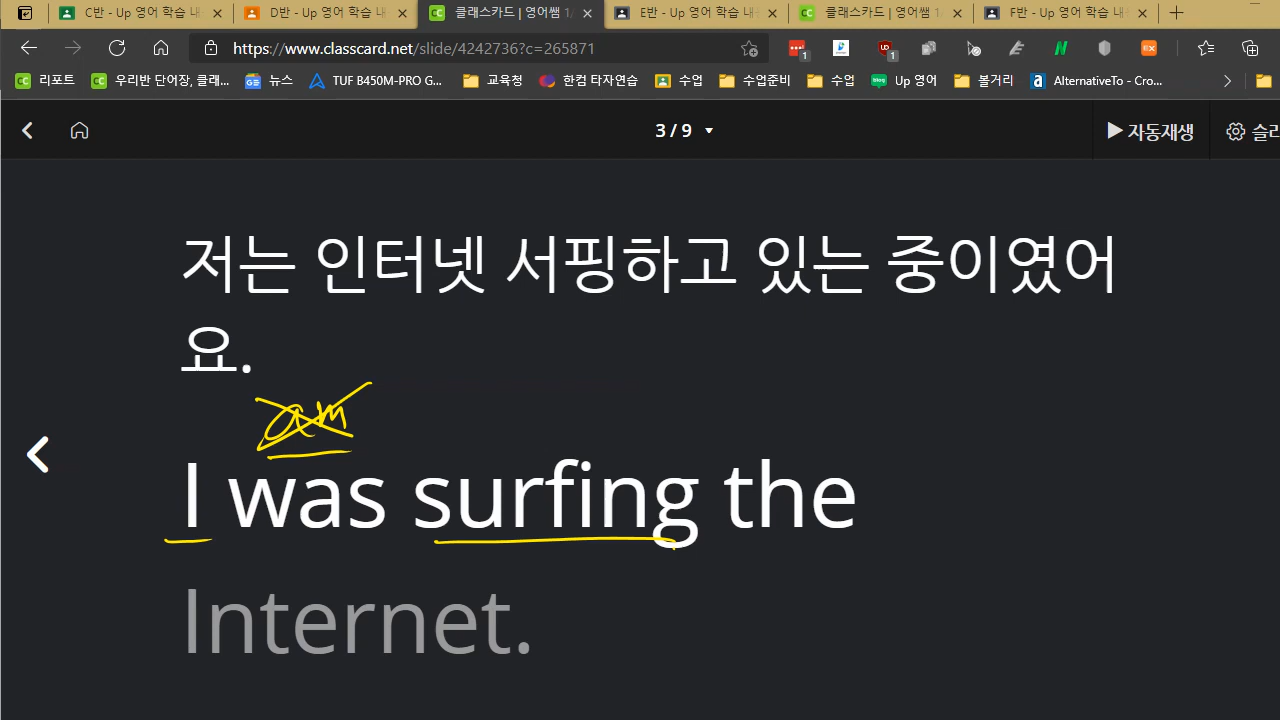 C반 - Up 영어 학습 내
D반 - Up 영어 학습 내
클래스카드 | 영어쌤 1
E반 - Up 영어 학습 내
클래스카드 | 영어쌤 1
F반 - Up 영어 학습 내
https://www.classcard.net/slide/4242736?c=265871
리포트
우리반 단어장, 클래...
뉴스
TUF B450M-PRO G...
교육청
한컴 타자연습
수업
수업준비
수업
Up 영어
볼거리
AlternativeTo - Cro...
3 / 9
자동재생
슬라
저는 인터넷 서핑하고 있는 중이였어
요.
am
I was surfing the
Internet.